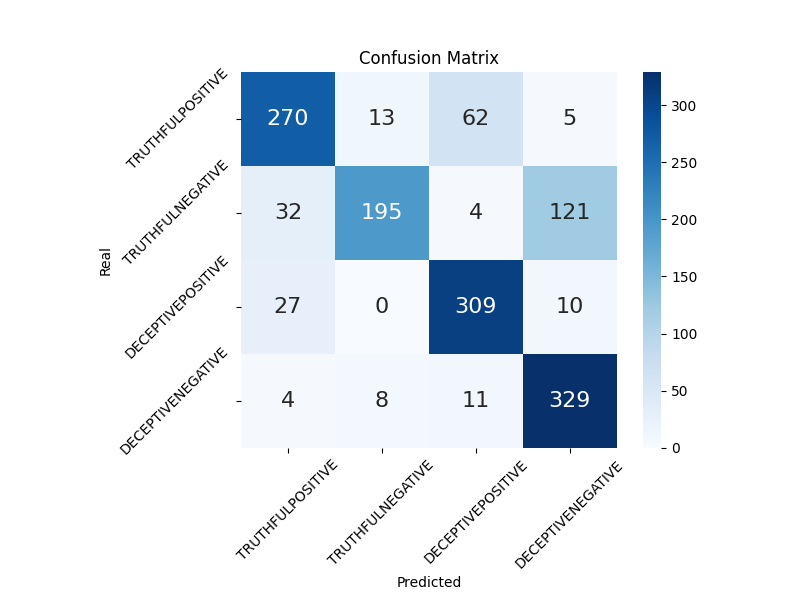 Confusion Matrix
Real
TRUTHFULPOSITIVE 270 13 62 5
TRUTHFULNEGATIVE 32 195 4 121
DECEPTIVEPOSITIVE 27 0 309 10
DECEPTIVENEGATIVE 4 8 11 329
TRUTHFULPOSITIVE TRUTHFULNEGATIVE DECEPTIVEPOSITIVE DECEPTIVENEGATIVE
Predicted
300
250
200
150
100
50
0